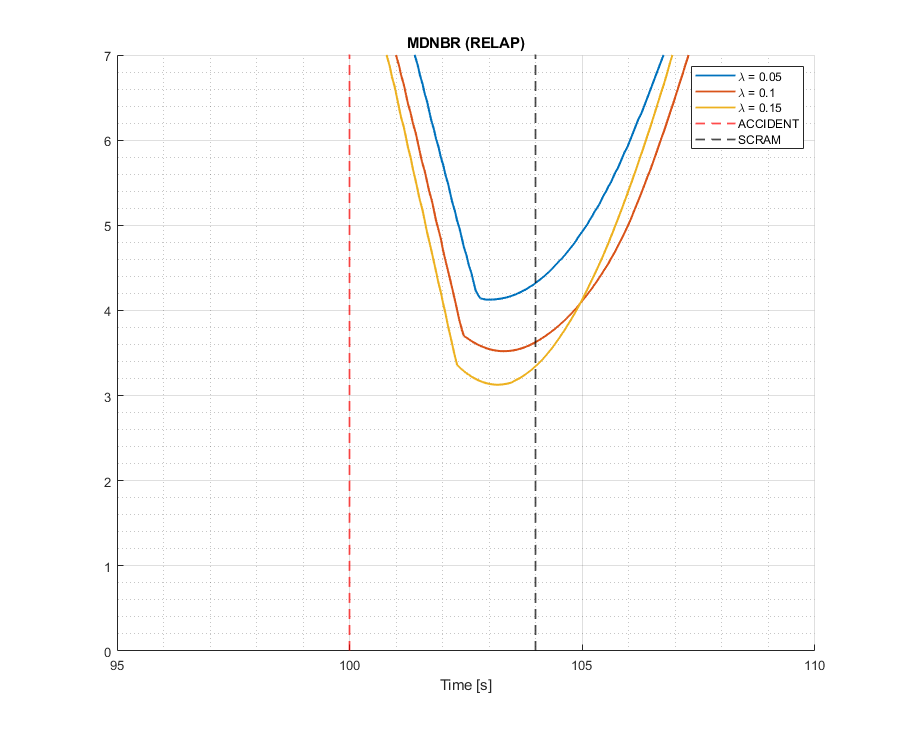 MDNBR (RELAP)
7
6
5
4
3
2
1
0
95
100
105
110
Time [s]
λ = 0.05
λ = 0.1
λ = 0.15
ACCIDENT
SCRAM